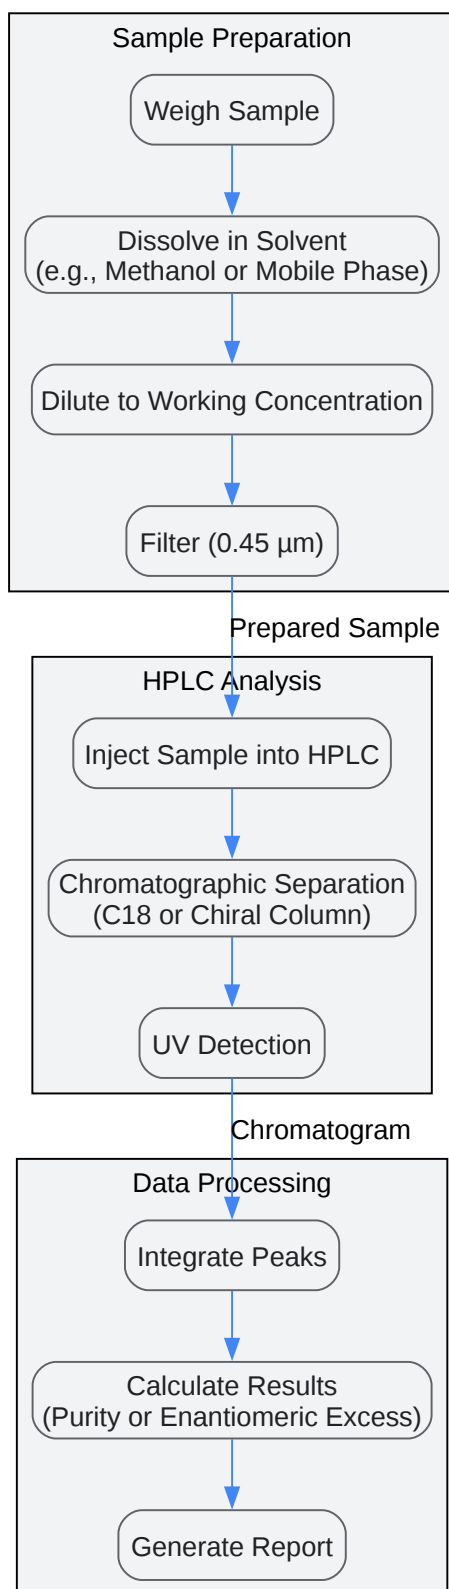 Sample Preparation
Weigh Sample
Dissolve in Solvent
(e.g., Methanol or Mobile Phase)
Dilute to Working Concentration
Filter (0.45 µm)
Prepared Sample
HPLC Analysis
Inject Sample into HPLC
Chromatographic Separation
(C18 or Chiral Column)
UV Detection
Chromatogram
Data Processing
Integrate Peaks
Calculate Results
(Purity or Enantiomeric Excess)
Generate Report